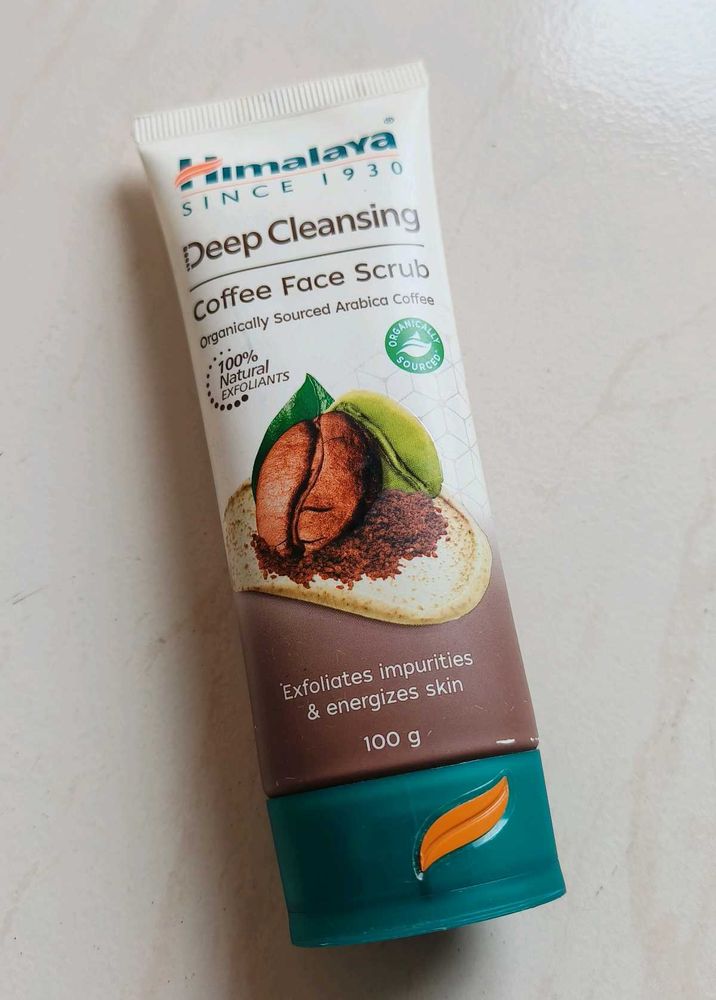 Himalaya®
SINCE 1930
Deep Cleansing
Coffee Face Scrub
Organically Sourced Arabica Coffee
ORGANICALLY
SOURCED
100%
Natural
EXFOLIANTS
Exfoliates impurities
& energizes skin
100 g